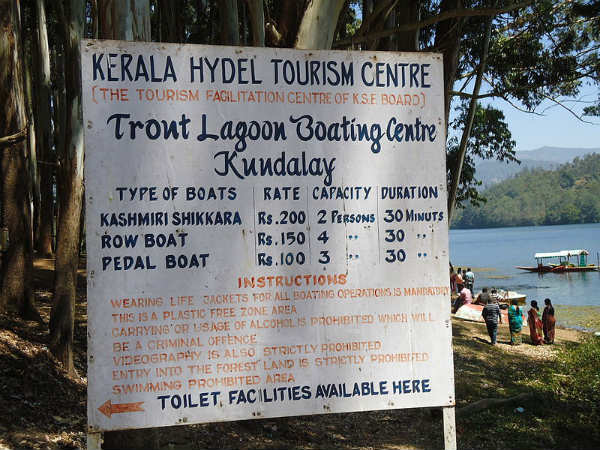 KERALA HYDEL TOURISM CENTRE
(THE TOURISM FACILITATION CENTRE OF K.S.E. BOARD)
Trout Lagoon Boating Centre
Kundalay
TYPE OF BOATS RATE CAPACITY DURATION
KASHMIRI SHIKKARA Rs.200 2 Persons 30 Minuts
ROW BOAT Rs.150 4 " 30 "
PEDAL BOAT Rs.100 3 " 30 "
INSTRUCTIONS
WEARING LIFE JACKETS FOR ALL BOATING OPERATIONS IS MANDATORY
THIS IS A PLASTIC FREE ZONE AREA
CARRYING OR USAGE OF ALCOHOL IS PROHIBITED WHICH WILL
BE A CRIMINAL OFFENCE
VIDEOGRAPHY IS ALSO STRICTLY PROHIBITED
ENTRY INTO THE FOREST LAND IS STRICTLY PROHIBITED
SWIMMING PROHIBITED AREA
TOILET FACILITIES AVAILABLE HERE